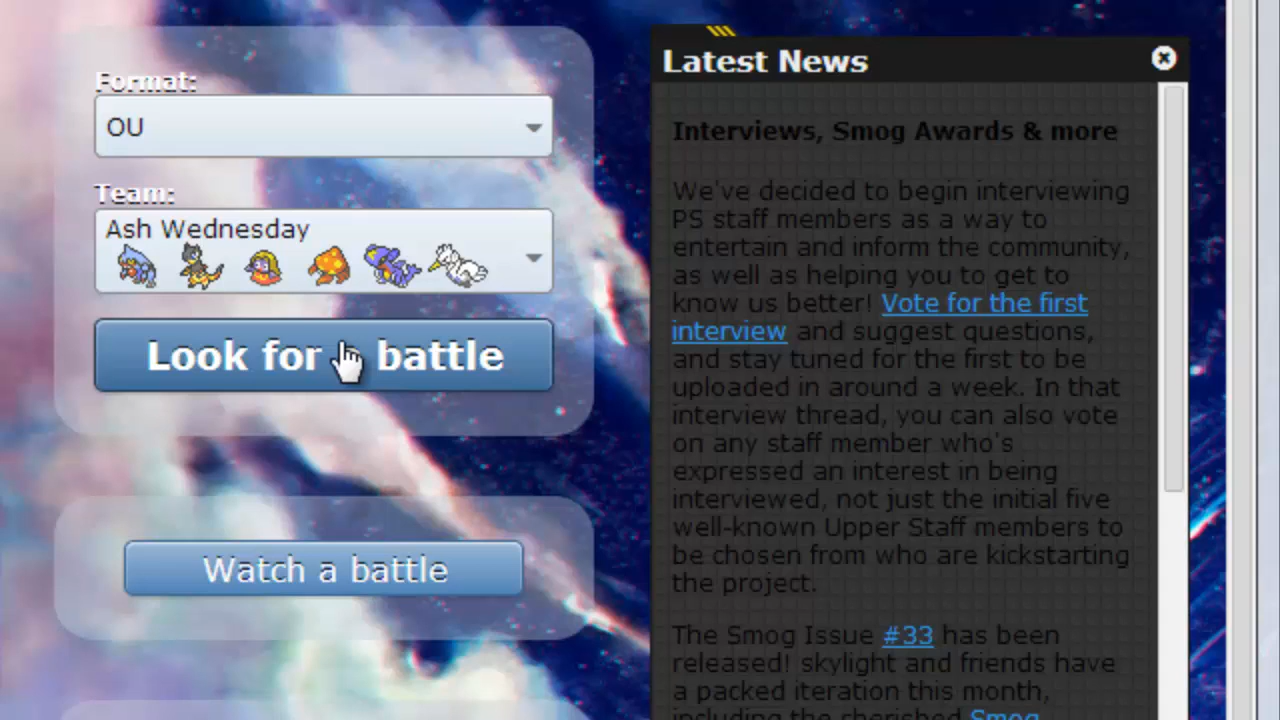 Format:
OU
Team:
Ash Wednesday
Look for battle
Watch a battle
Latest News
Interviews, Smog Awards & more
We've decided to begin interviewing
PS staff members as a way to
entertain and inform the community,
as well as helping you to get to
know us better! Vote for the first
interview and suggest questions,
and stay tuned for the first to be
uploaded in around a week. In that
interview thread, you can also vote
on any staff member who's
expressed an interest in being
interviewed, not just the initial five
well-known Upper Staff members to
be chosen from who are kickstarting
the project.
The Smog Issue #33 has been
released! skylight and friends have
a packed iteration this month,
including the cherished Smog